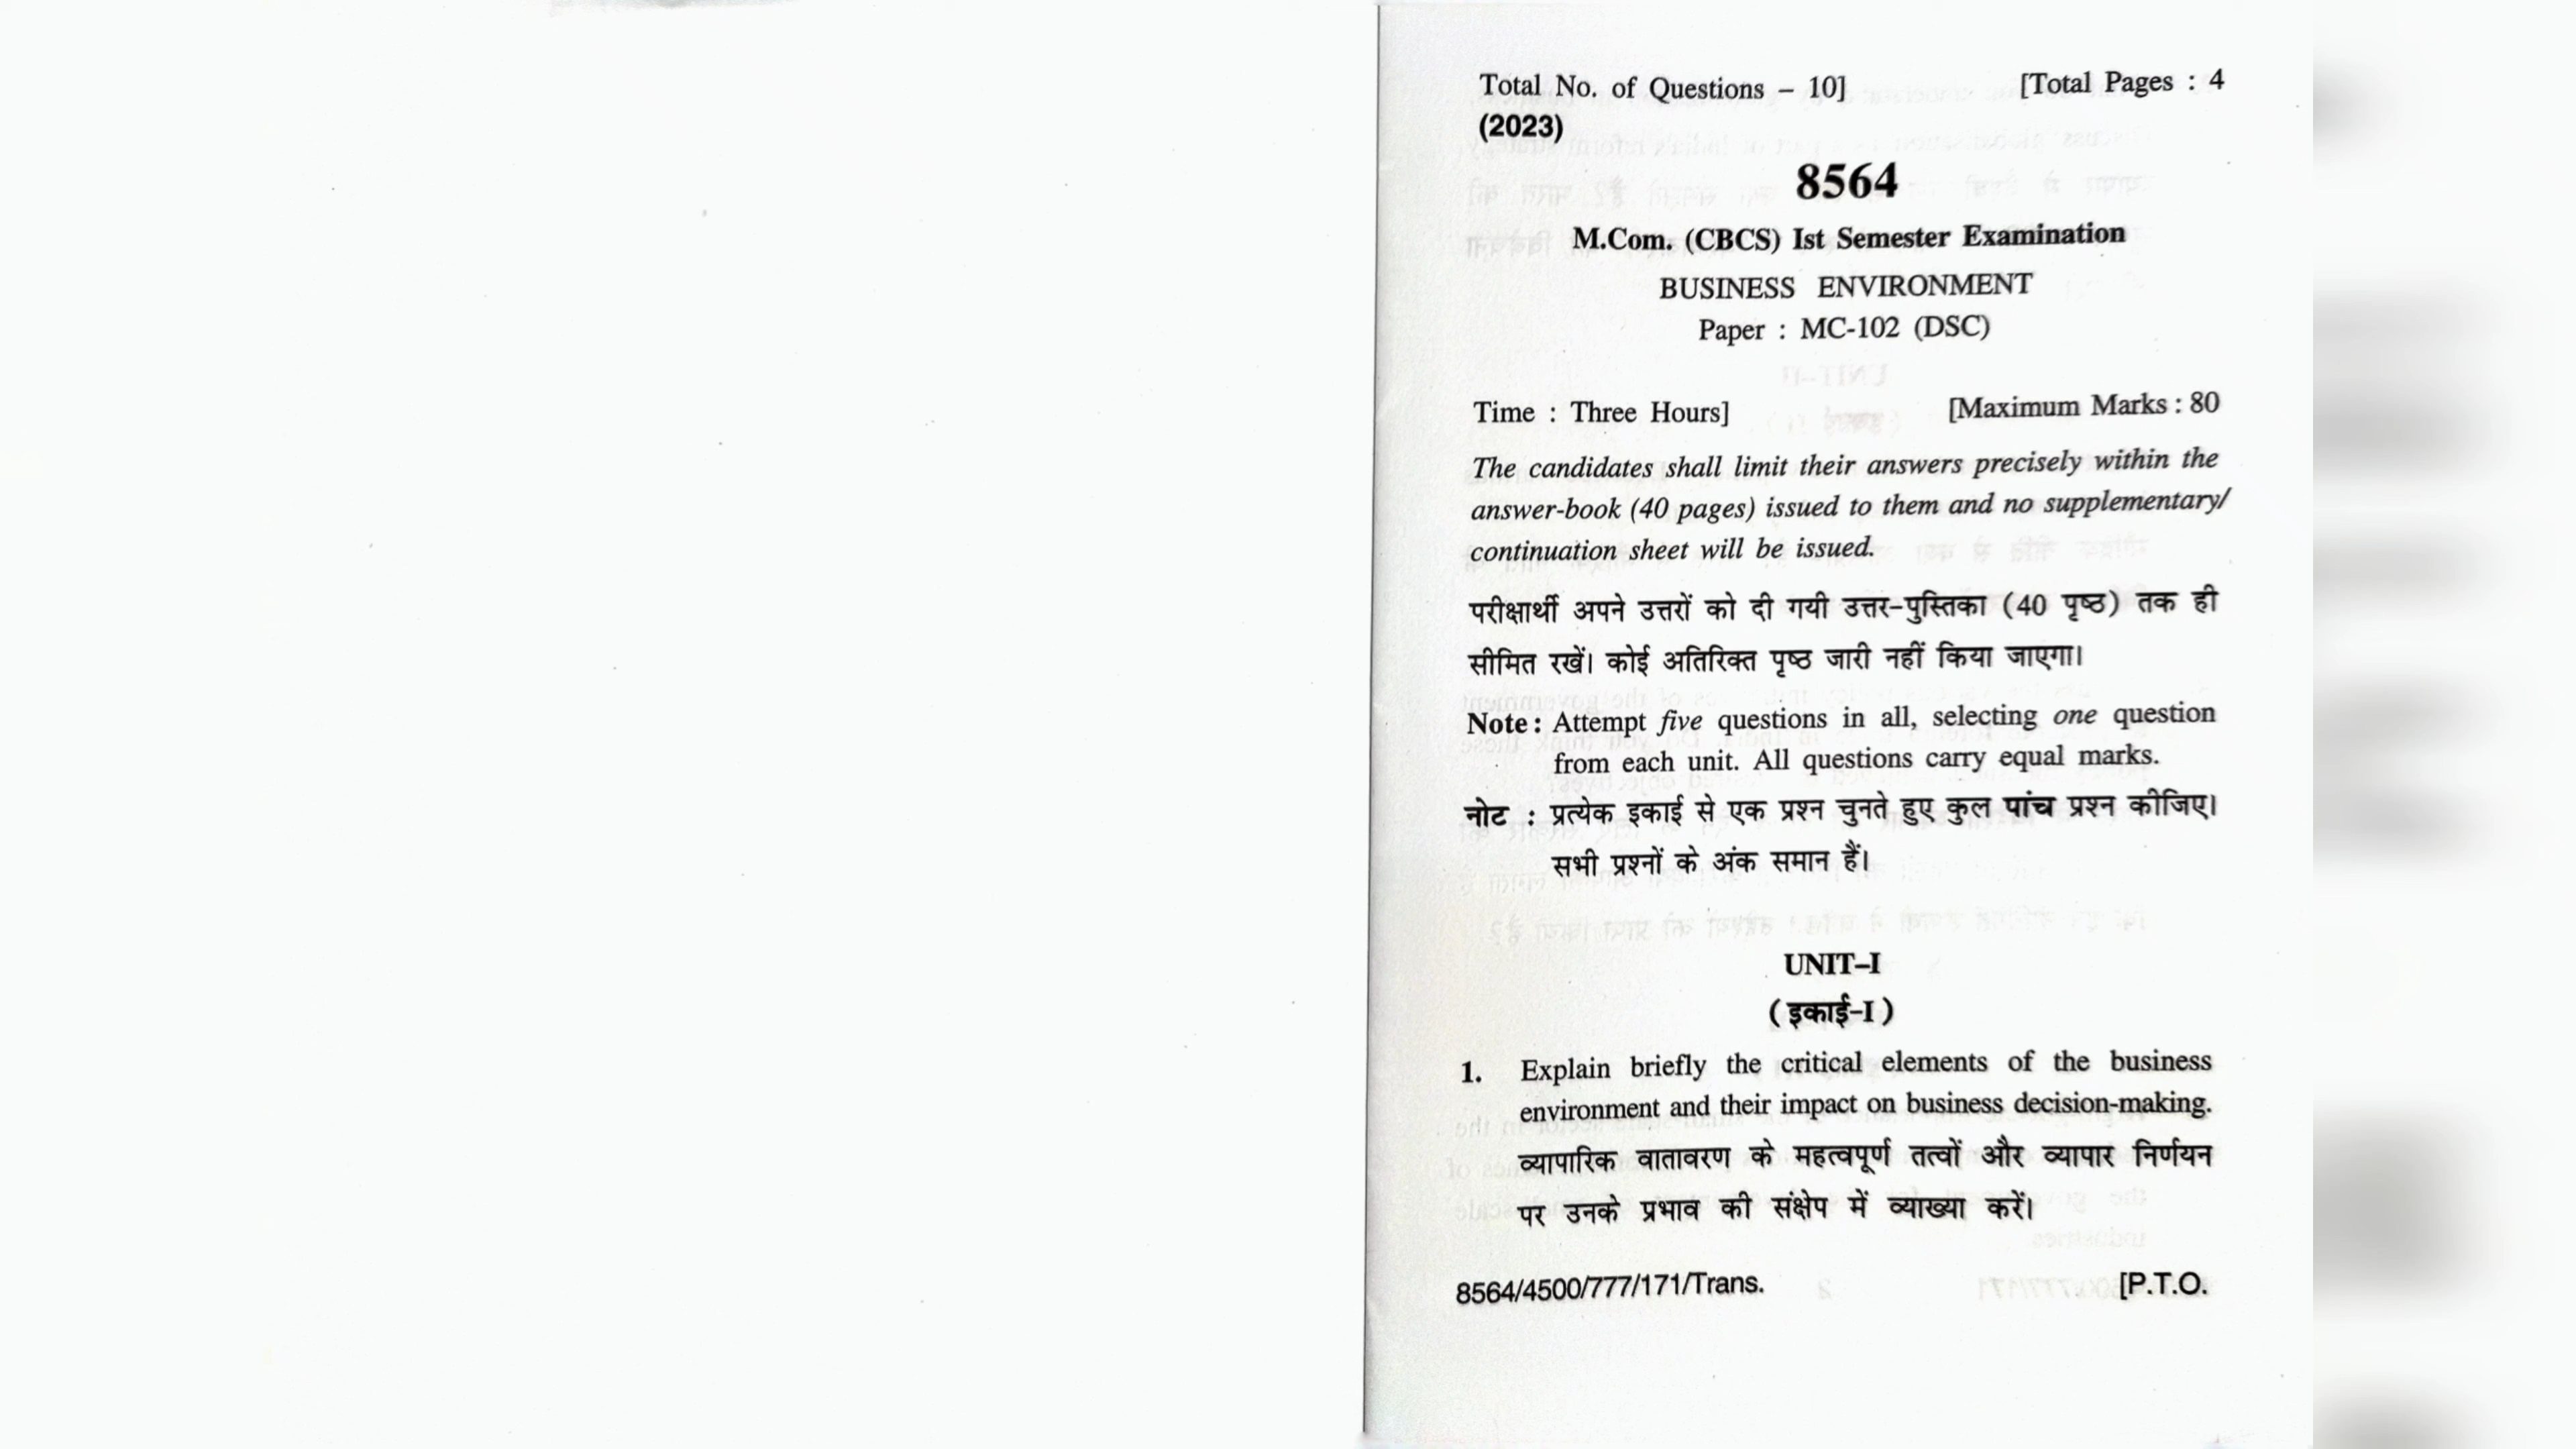 Total No. of Questions – 10] [Total Pages : 4
(2023)
8564
M.Com. (CBCS) Ist Semester Examination
BUSINESS ENVIRONMENT
Paper : MC-102 (DSC)
Time : Three Hours] [Maximum Marks : 80
The candidates shall limit their answers precisely within the
answer-book (40 pages) issued to them and no supplementary/
continuation sheet will be issued.
परीक्षार्थी अपने उत्तरों को दी गयी उत्तर-पुस्तिका (40 पृष्ठ) तक ही
सीमित रखें। कोई अतिरिक्त पृष्ठ जारी नहीं किया जाएगा।
Note : Attempt five questions in all, selecting one question
from each unit. All questions carry equal marks.
नोट : प्रत्येक इकाई से एक प्रश्न चुनते हुए कुल पांच प्रश्न कीजिए।
सभी प्रश्नों के अंक समान हैं।
UNIT–I
(इकाई-I)
1. Explain briefly the critical elements of the business
environment and their impact on business decision-making.
व्यापारिक वातावरण के महत्वपूर्ण तत्वों और व्यापार निर्णयन
पर उनके प्रभाव की संक्षेप में व्याख्या करें।
8564/4500/777/171/Trans. [P.T.O.